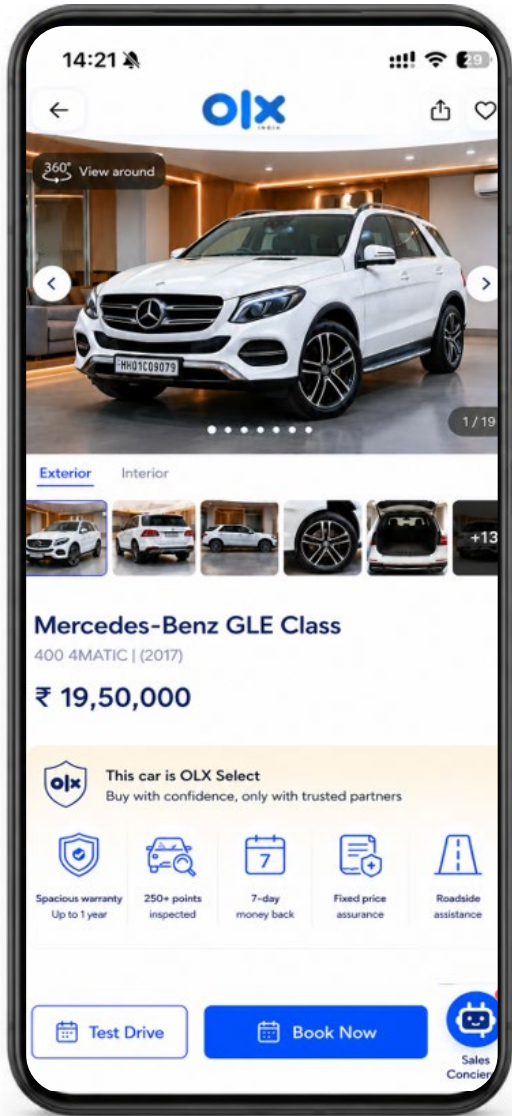 14:21
29
olx
INDIA
360° View around
HH01C09079
1 / 19
Exterior Interior
+13
Mercedes-Benz GLE Class
400 4MATIC | (2017)
₹ 19,50,000
olx
This car is OLX Select
Buy with confidence, only with trusted partners
7
Spacious warranty
Up to 1 year
250+ points
inspected
7-day
money back
Fixed price
assurance
Roadside
assistance
Test Drive
Book Now
Sales
Concier